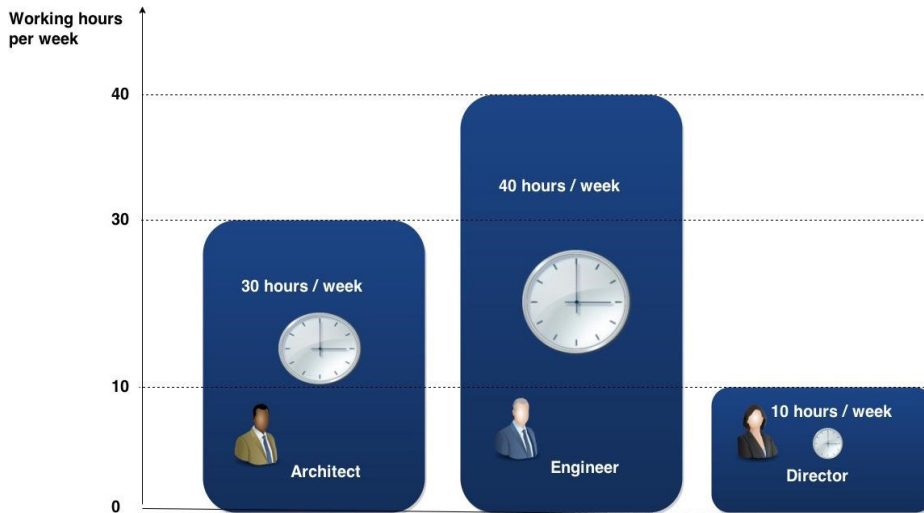 Working hours
per week
40
40 hours / week
30
30 hours / week
10
10 hours / week
Architect
Engineer
Director
0